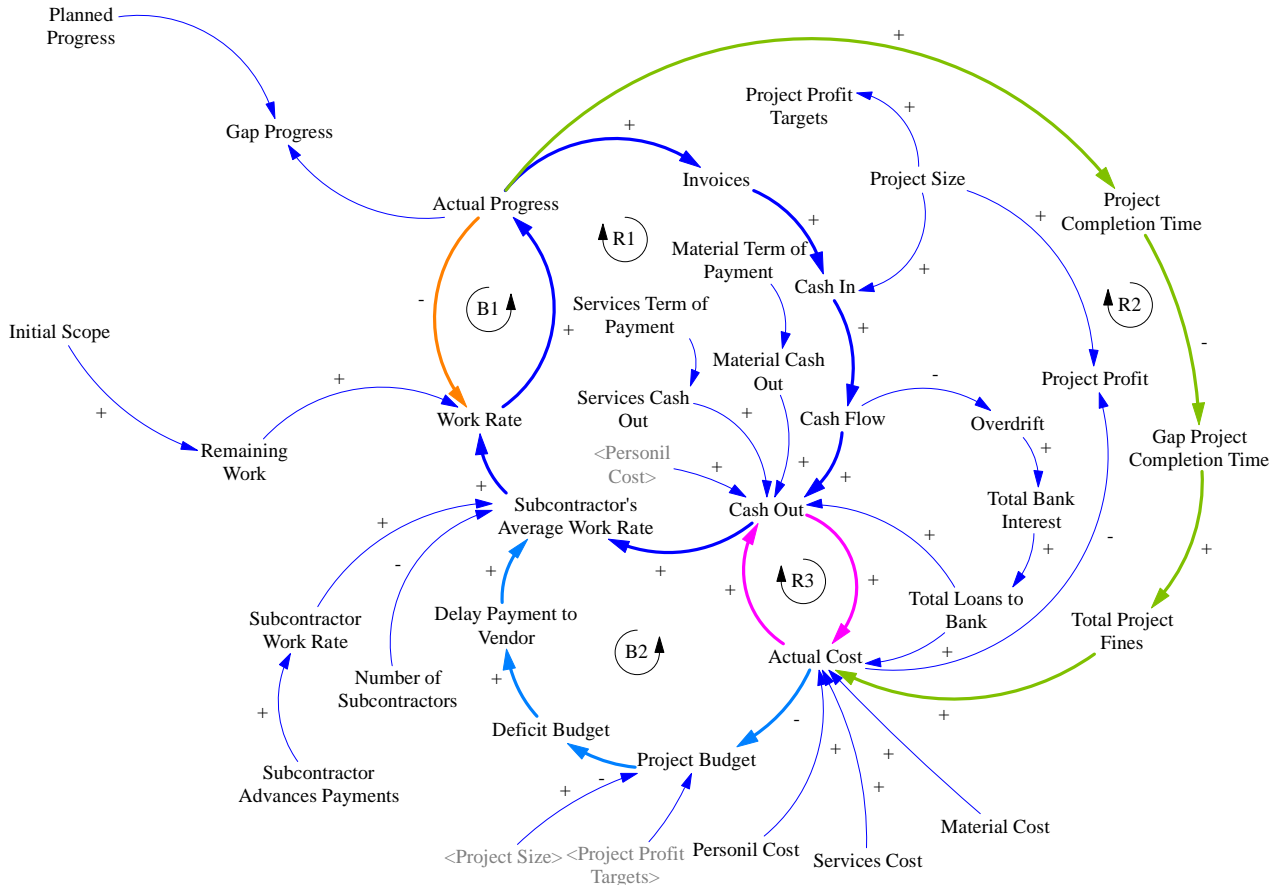 Planned
Progress
+
Project Profit
Targets
+
Gap Progress
+
Invoices
Project Size
Actual Progress
+
+
Project
Completion Time
R1
Material Term of
Payment
+
-
B1
Cash In
R2
Services Term of
Payment
+
+
Initial Scope
-
Material Cash
Out
-
Project Profit
+
+
Services Cash
Out
+
Work Rate
Cash Flow
Overdrift
Remaining
Work
<Personil
Cost>
+
+
+
+
Gap Project
Completion Time
+
Subcontractor's
Average Work Rate
Cash Out
Total Bank
Interest
+
+
+
-
-
+
+
+
R3
+
+
Subcontractor
Work Rate
Delay Payment to
Vendor
Total Loans to
Bank
Total Project
Fines
B2
Actual Cost
+
Number of
Subcontractors
+
+
-
+
Deficit Budget
Project Budget
+
+
Subcontractor
Advances Payments
+
-
+
Material Cost
<Project Size>
<Project Profit
Targets>
Personil Cost
Services Cost